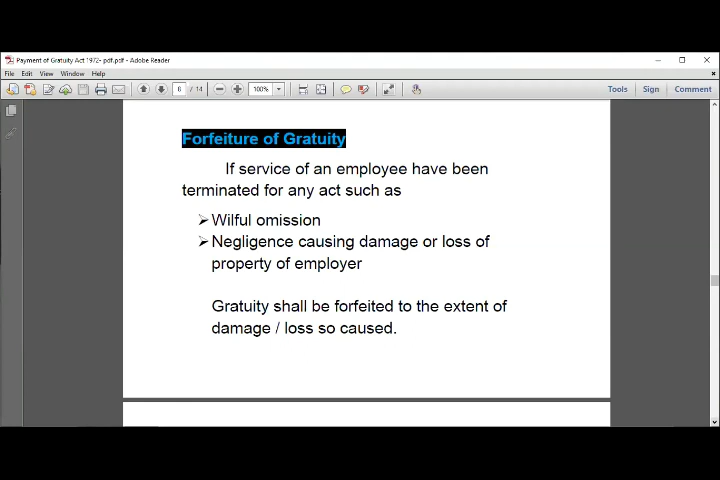 Payment of Gratuity Act 1972- pdf.pdf - Adobe Reader
File Edit View Window Help
8 / 14 100% Tools Sign Comment
Forfeiture of Gratuity
If service of an employee have been
terminated for any act such as
➢ Wilful omission
➢ Negligence causing damage or loss of
property of employer
Gratuity shall be forfeited to the extent of
damage / loss so caused.